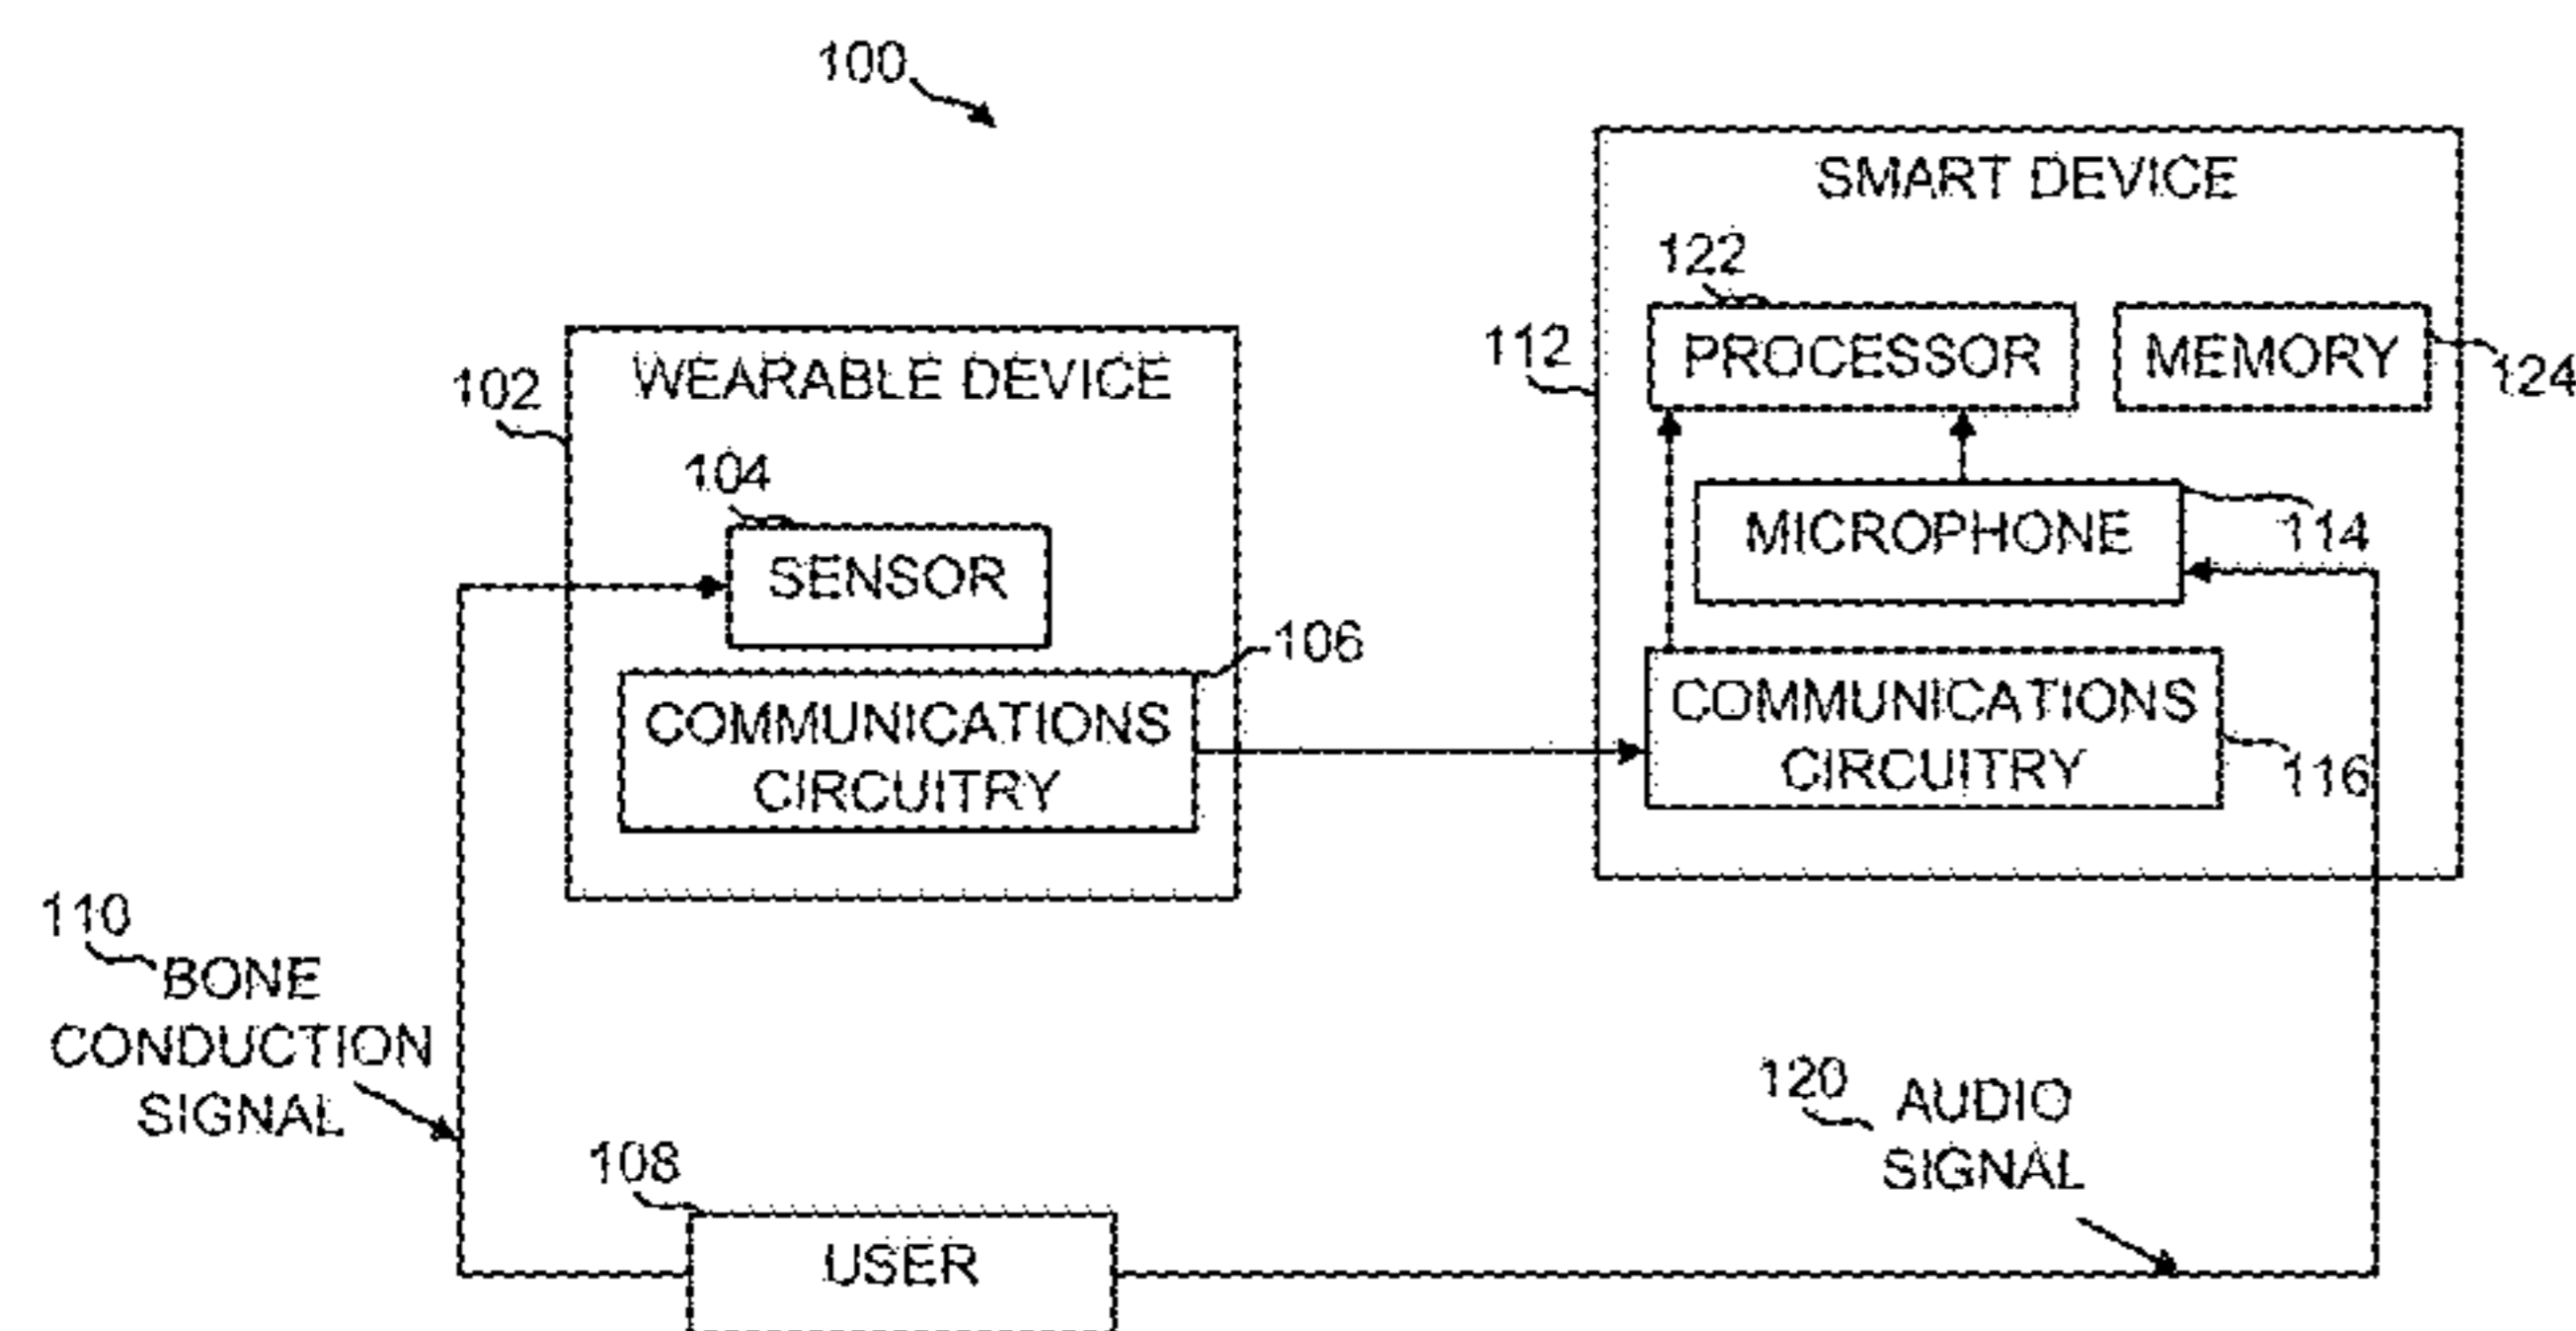 100
SMART DEVICE
122
112
PROCESSOR
MEMORY
124
WEARABLE DEVICE
102
104
SENSOR
MICROPHONE
114
106
COMMUNICATIONS
CIRCUITRY
COMMUNICATIONS
CIRCUITRY
116
110
BONE
CONDUCTION
SIGNAL
120
AUDIO
SIGNAL
108
USER